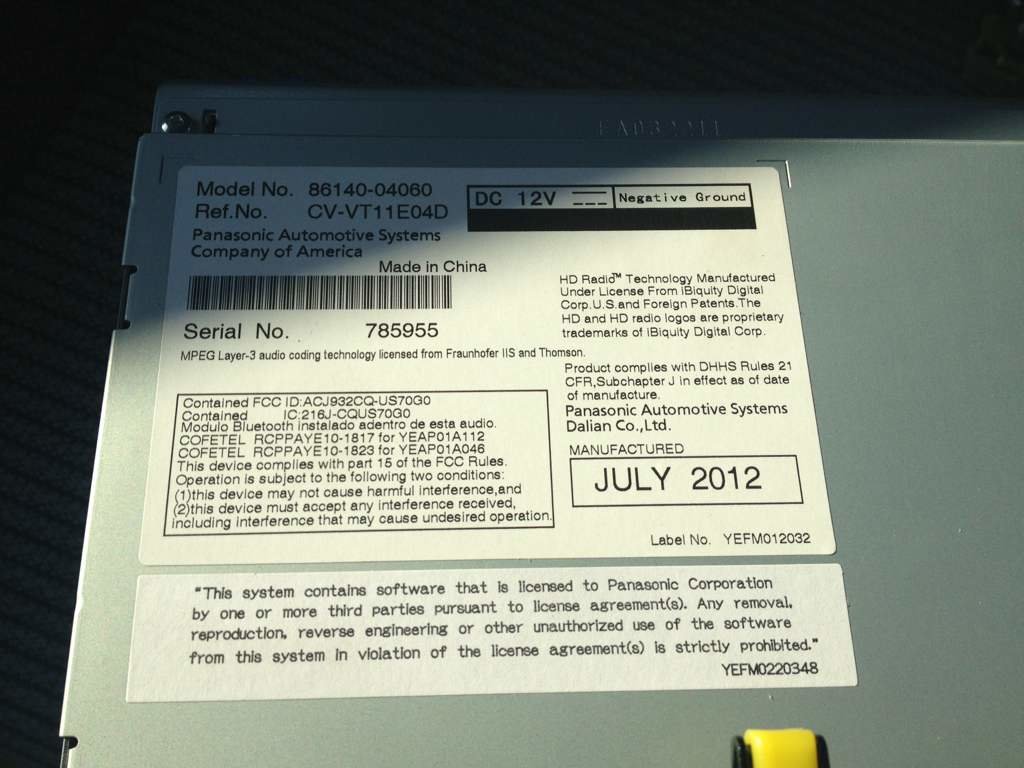 Model No. 86140-04060
Ref.No. CV-VT11E04D
Panasonic Automotive Systems
Company of America
Made in China
DC 12V Negative Ground
Serial No. 785955
MPEG Layer-3 audio coding technology licensed from Fraunhofer IIS and Thomson.
Contained FCC ID:ACJ932CQ-US70G0
Contained IC:216J-CQUS70G0
Modulo Bluetooth instalado adentro de esta audio.
COFETEL RCPPAYE10-1817 for YEAP01A112
COFETEL RCPPAYE10-1823 for YEAP01A046
This device complies with part 15 of the FCC Rules.
Operation is subject to the following two conditions:
(1)this device may not cause harmful interference,and
(2)this device must accept any interference received,
including interference that may cause undesired operation.
HD Radio™ Technology Manufactured
Under License From iBiquity Digital
Corp.U.S.and Foreign Patents.The
HD and HD radio logos are proprietary
trademarks of iBiquity Digital Corp.
Product complies with DHHS Rules 21
CFR,Subchapter J in effect as of date
of manufacture.
Panasonic Automotive Systems
Dalian Co.,Ltd.
MANUFACTURED
JULY 2012
Label No. YEFM012032
"This system contains software that is licensed to Panasonic Corporation
by one or more third parties pursuant to license agreement(s). Any removal,
reproduction, reverse engineering or other unauthorized use of the software
from this system in violation of the license agreement(s) is strictly prohibited."
YEFM0220348